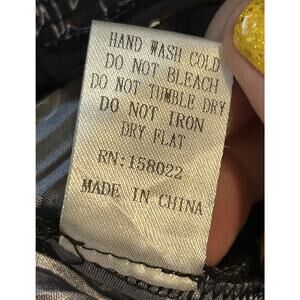 HAND WASH COLD
DO NOT BLEACH
DO NOT TUMBLE DRY
DO NOT IRON
DRY FLAT
RN:158022
MADE IN CHINA